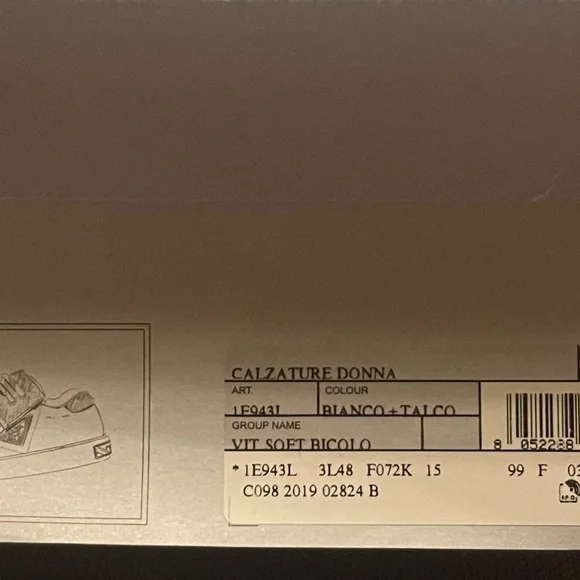 CALZATURE DONNA
ART. COLOUR
1E943L BIANCO+TALCO
GROUP NAME
VIT.SOFT BICOLO
8 052288
*1E943L 3L48 F072K 15 99 F 03
C098 2019 02824 B